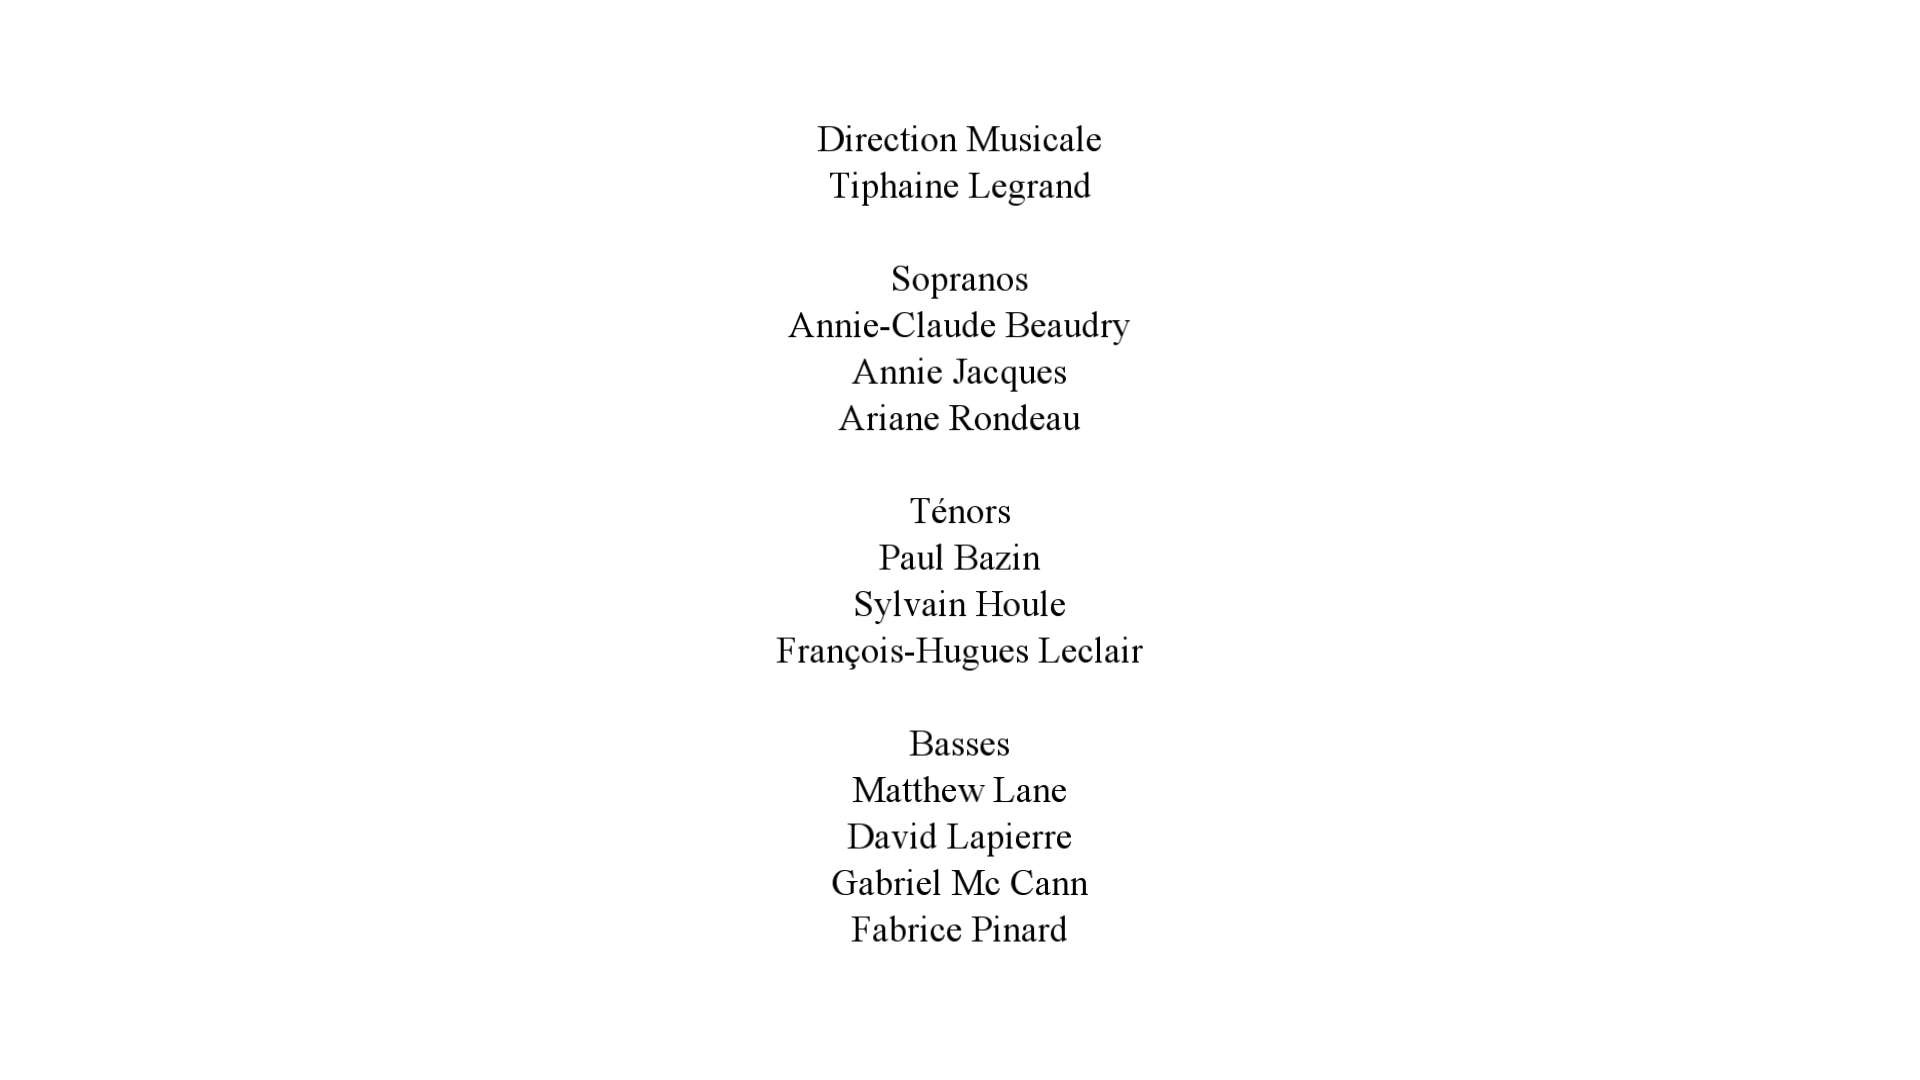 Direction Musicale
Tiphaine Legrand
Sopranos
Annie-Claude Beaudry
Annie Jacques
Ariane Rondeau
Ténors
Paul Bazin
Sylvain Houle
François-Hugues Leclair
Basses
Matthew Lane
David Lapierre
Gabriel Mc Cann
Fabrice Pinard